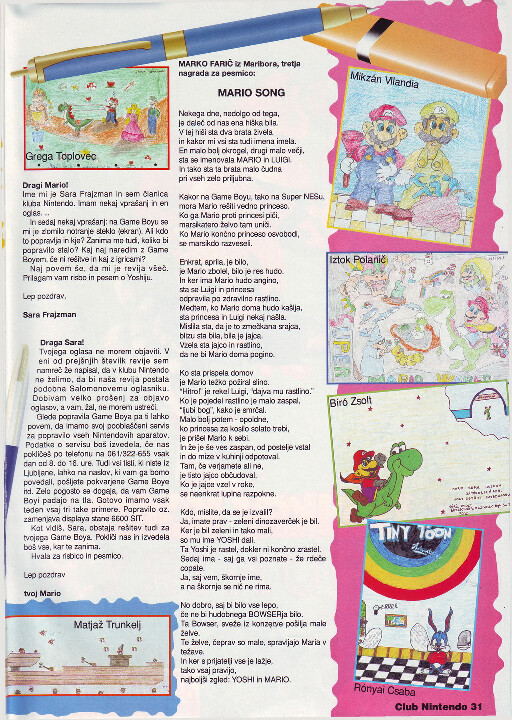 Grega Toplovec
Dragi Mario!
Ime mi je Sara Frajzman in sem članica
kluba Nintendo. Imam nekaj vprašanj in en
oglas. ...
In sedaj nekaj vprašanj: na Game Boyu se
mi je zlomilo notranje steklo (ekran). Ali kdo
to popravlja in kje? Zanima me tudi, koliko bi
popravilo stalo? Kaj naj naredim z Game
Boyem, če ni rešitve in kaj z igricami?
Naj povem še, da mi je revija všeč.
Prilagam vam risbo in pesem o Yoshiju.
Lep pozdrav,
Sara Frajzman
Draga Sara!
Tvojega oglasa ne morem objaviti. V
eni od prejšnjih številk revije sem
namreč že napisal, da v klubu Nintendo
ne želimo, da bi naša revija postala
podobna Salomonovemu oglasniku.
Dobivam veliko prošenj za objavo
oglasov, a vam, žal, ne morem ustreči.
Glede popravila Game Boya pa ti lahko
povem, da imamo svoj pooblaščeni servis
za popravilo vseh Nintendovih aparatov.
Podatke o servisu boš izvedela, če nas
pokličeš po telefonu na 061/322-655 vsak
dan od 8. do 16. ure. Tudi vsi tisti, ki niste iz
Ljubljane, lahko na naslov, ki vam ga bomo
povedali, pošljete pokvarjene Game Boye
itd. Zelo pogosto se dogaja, da vam Game
Boyi padajo na tla. Gotovo imamo vsak
teden vsaj tri take primere. Popravilo oz.
zamenjava displaya stane 6600 SIT.
Kot vidiš, Sara, obstaja rešitev tudi za
tvojega Game Boya. Pokliči nas in izvedela
boš vse, kar te zanima.
Hvala za risbico in pesmico.
Lep pozdrav
tvoj Mario
Matjaž Trunkelj
MARKO FARIČ iz Maribora, tretja
nagrada za pesmico:
MARIO SONG
Nekega dne, nedolgo od tega,
je daleč od nas ena hiška bila.
V tej hiši sta dva brata živela
in kakor mi vsi sta tudi imena imela.
En malo bolj okrogel, drugi malo večji,
sta se imenovala MARIO in LUIGI.
In tako sta ta brata malo čudna
pri vseh zelo priljubna.
Kakor na Game Boyu, tako na Super NESu,
mora Mario rešiti vedno princeso.
Ko ga Mario proti princesi piči,
marsikatero živo tam uniči.
Ko Mario končno princeso osvobodi,
se marsikdo razveseli.
Enkrat, aprila, je bilo,
je Mario zbolel, bilo je res hudo.
In ker ima Mario hudo angino,
sta se Luigi in princesa
odpravila po zdravilno rastlino.
Medtem, ko Mario doma hudo kašlja,
sta princesa in Luigi nekaj našla.
Mislila sta, da je to zmečkana srajca,
blizu sta bila, bila je jajca.
Vzela sta jajco in rastlino,
da ne bi Mario doma pogino.
Ko sta prispela domov
je Mario težko požiral slino.
"Hitro!" je rekel Luigi, "dajva mu rastlino."
Ko je pojedel rastlino je malo zaspal,
"ljubi bog", kako je smrčal.
Malo bolj potem - opoldne,
ko princesa za kosilo solato trebi,
je prišel Mario k sebi.
In že je šel ves zaspan, od postelje vstal
in do mize v kuhinji odpotoval.
Tam, če verjamete ali ne,
je tisto jajco občudoval.
Ko je jajce vzel v roke,
se naenkrat lupina razpokne.
Kdo, mislite, da se je izvalil?
Ja, imate prav - zeleni dinozaverček je bil.
Ker je bil zeleni in tako mali,
so mu ime YOSHI dali.
Ta Yoshi je rastel, dokler ni končno zrastel.
Sedaj ima - saj ga vsi poznate - že rdeče
copate.
Ja, saj vem, škornje ime,
a na škornje se nič ne rima.
No dobro, saj bi bilo vse lepo,
če ne bi hudobnega BOWSERja bilo.
Ta Bowser, sveže iz konzerve pošilja male
želve.
Te želve, čeprav so male, spravljajo Maria v
težave.
In ker s prijatelji vse je lažje,
tako vsaj pravijo,
najboljši zgled: YOSHI in MARIO.
Mikzán Vilandia
Iztok Polanič
Bíró Zsolt
TINY TOON
Rónyai Csaba
Club Nintendo 31